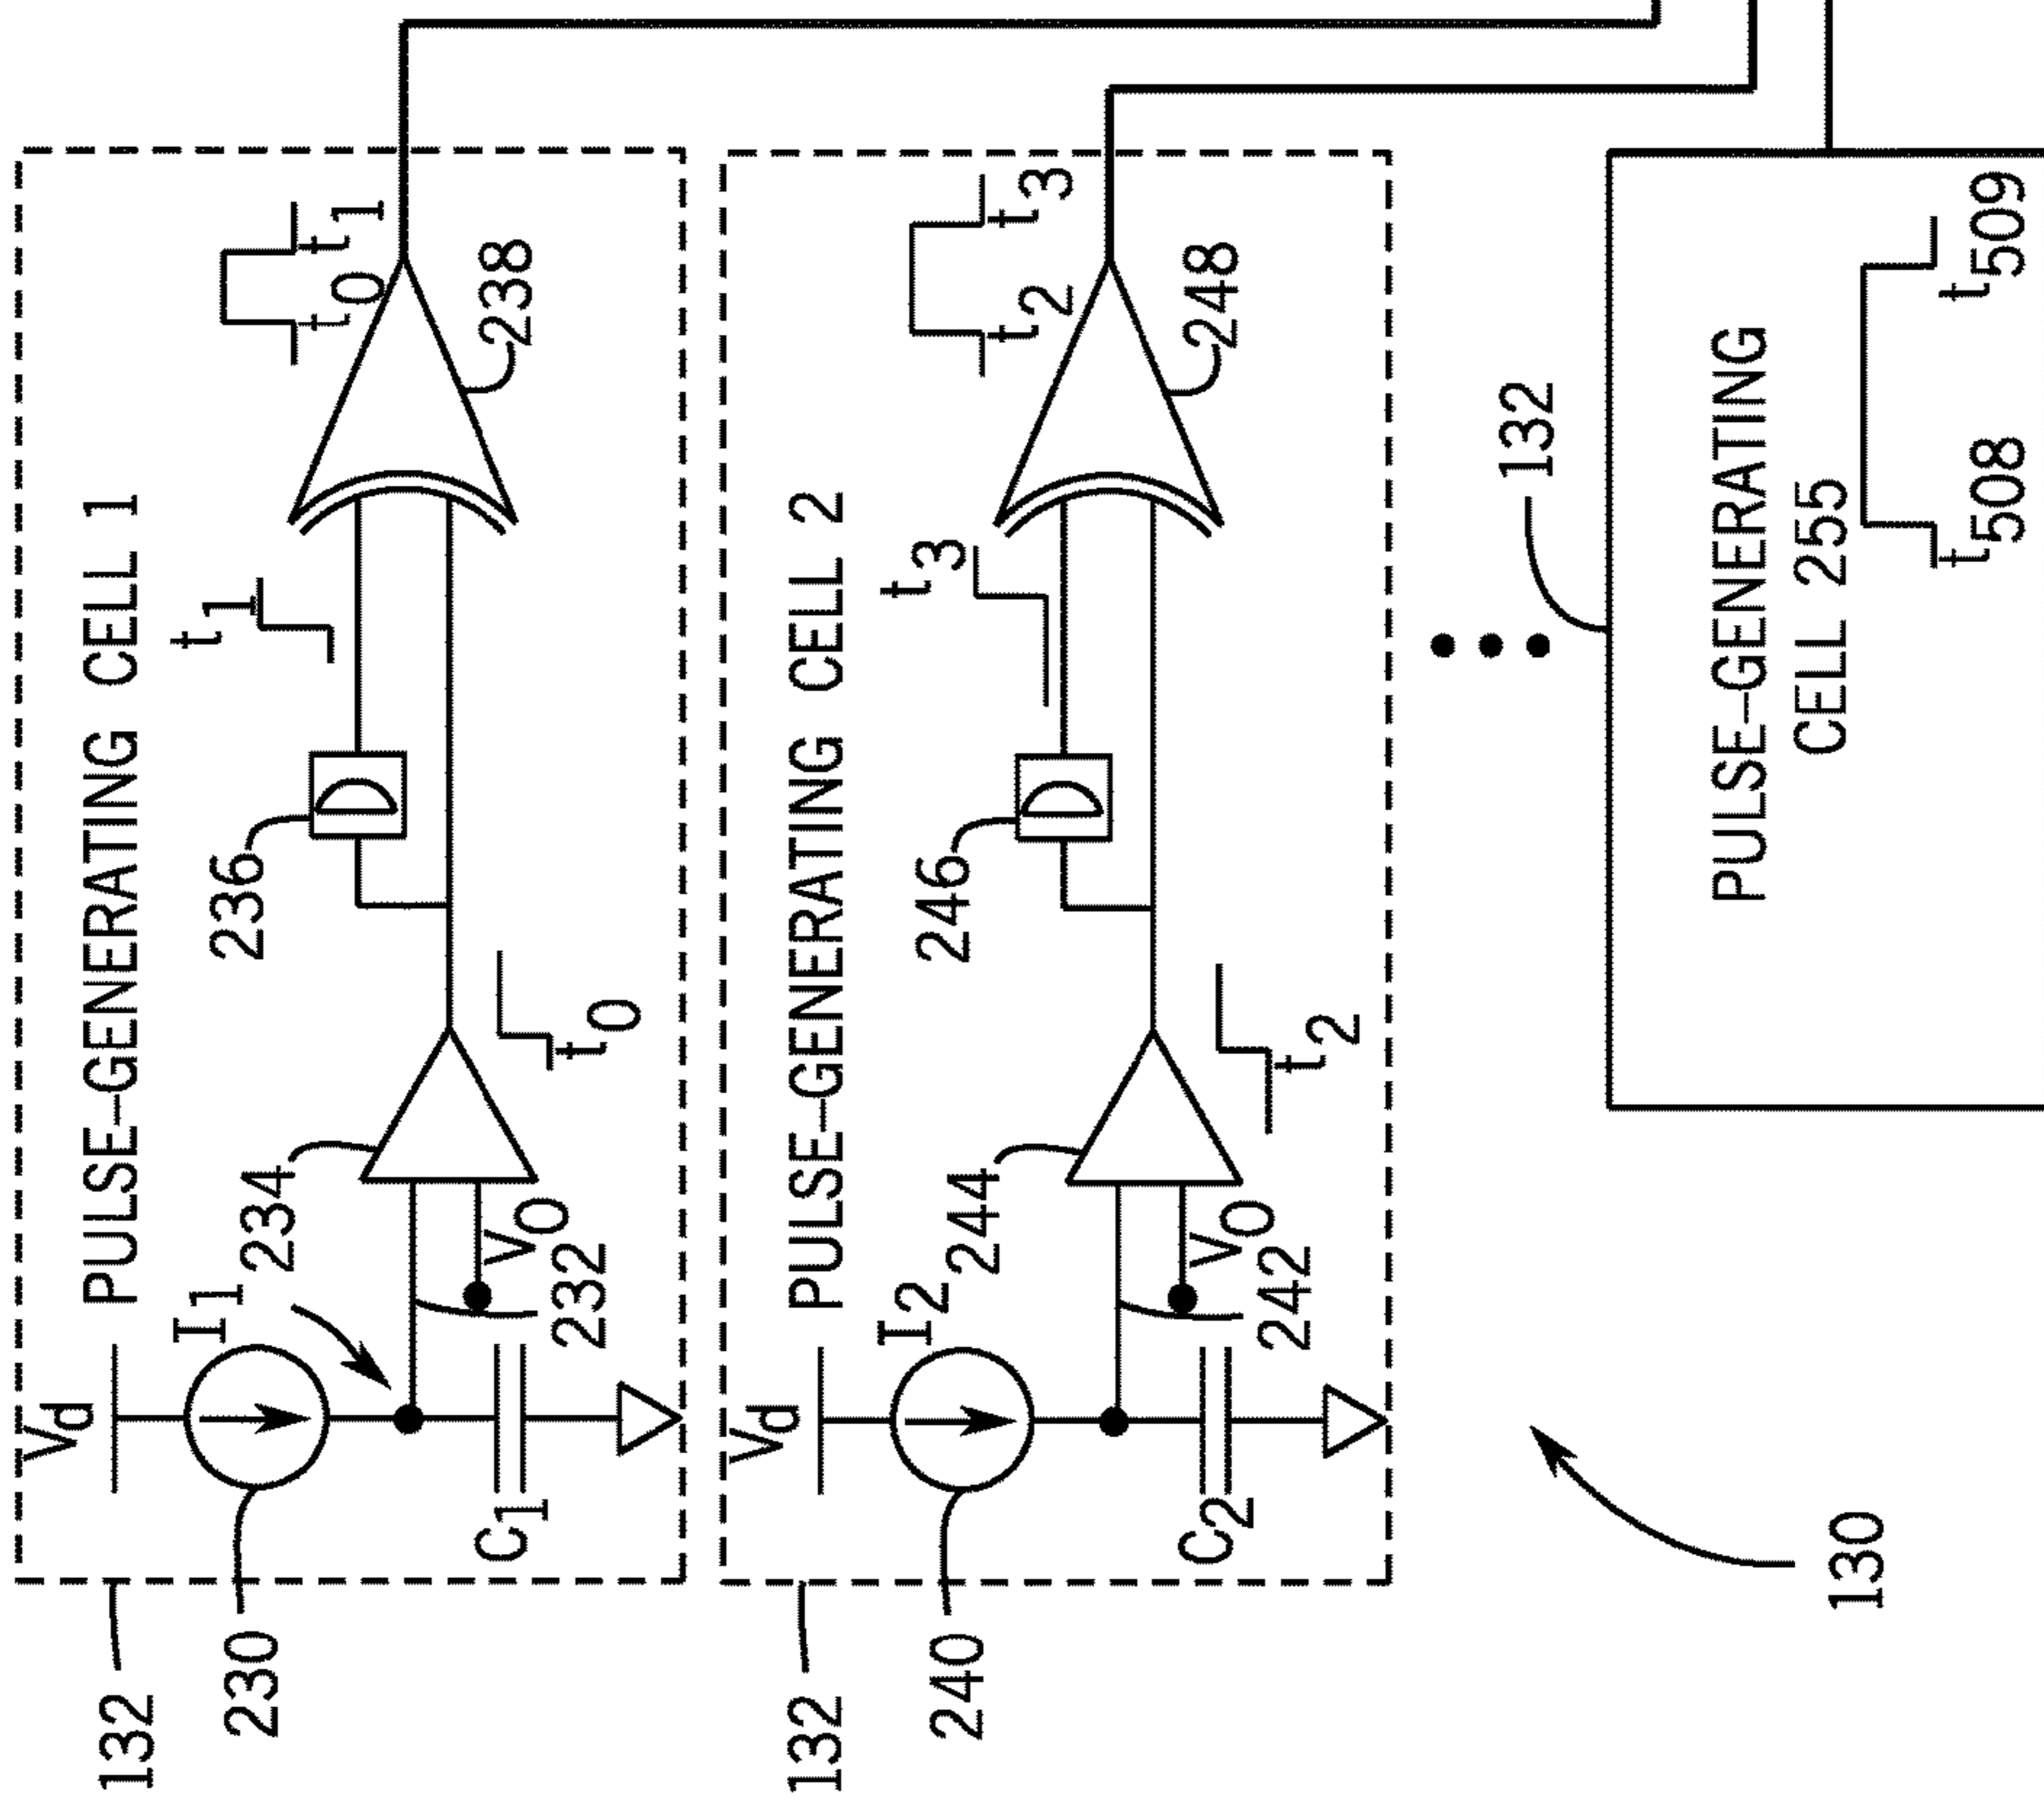 132
PULSE-GENERATING CELL 1
Vd
I1
230
C1
234
232
V0
t0
236
t1
t0 t1
238
132
PULSE-GENERATING CELL 2
Vd
I2
240
C2
244
242
V0
t2
246
t3
t2 t3
248
132
PULSE-GENERATING
CELL 255
t508 t509
130